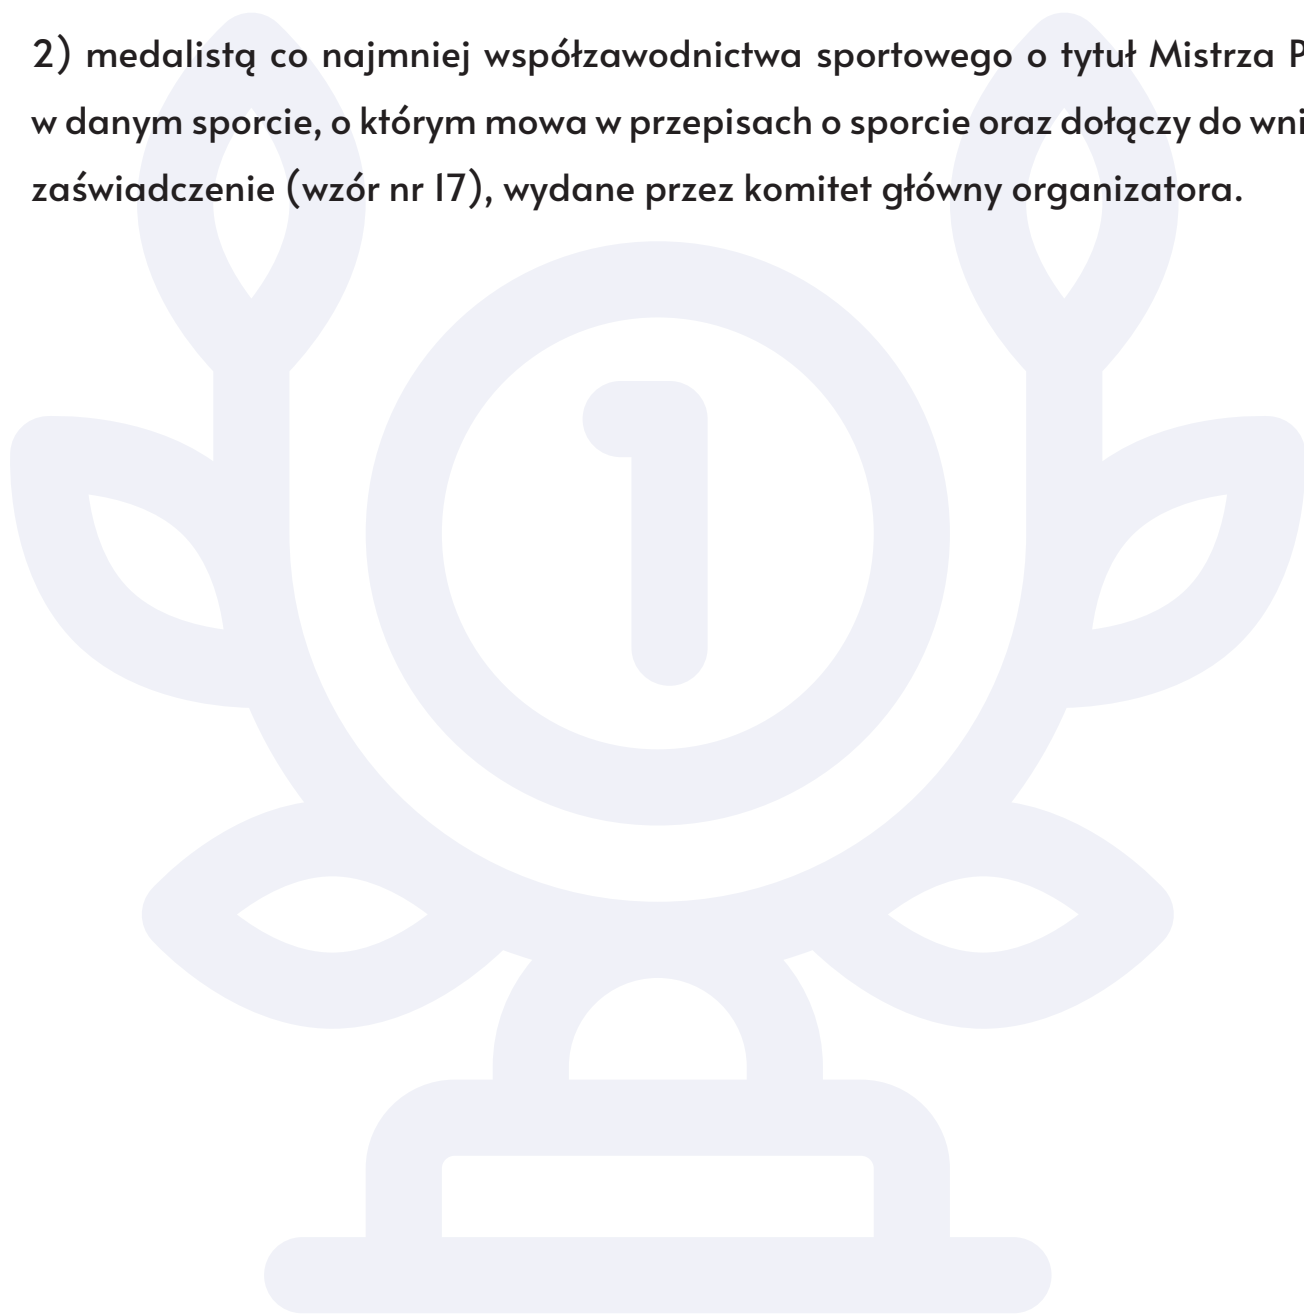 2) medalistą co najmniej współzawodnictwa sportowego o tytuł Mistrza
w danym sporcie, o którym mowa w przepisach o sporcie oraz dołączy do
zaświadczenie (wzór nr 17), wydane przez komitet główny organizatora.
1